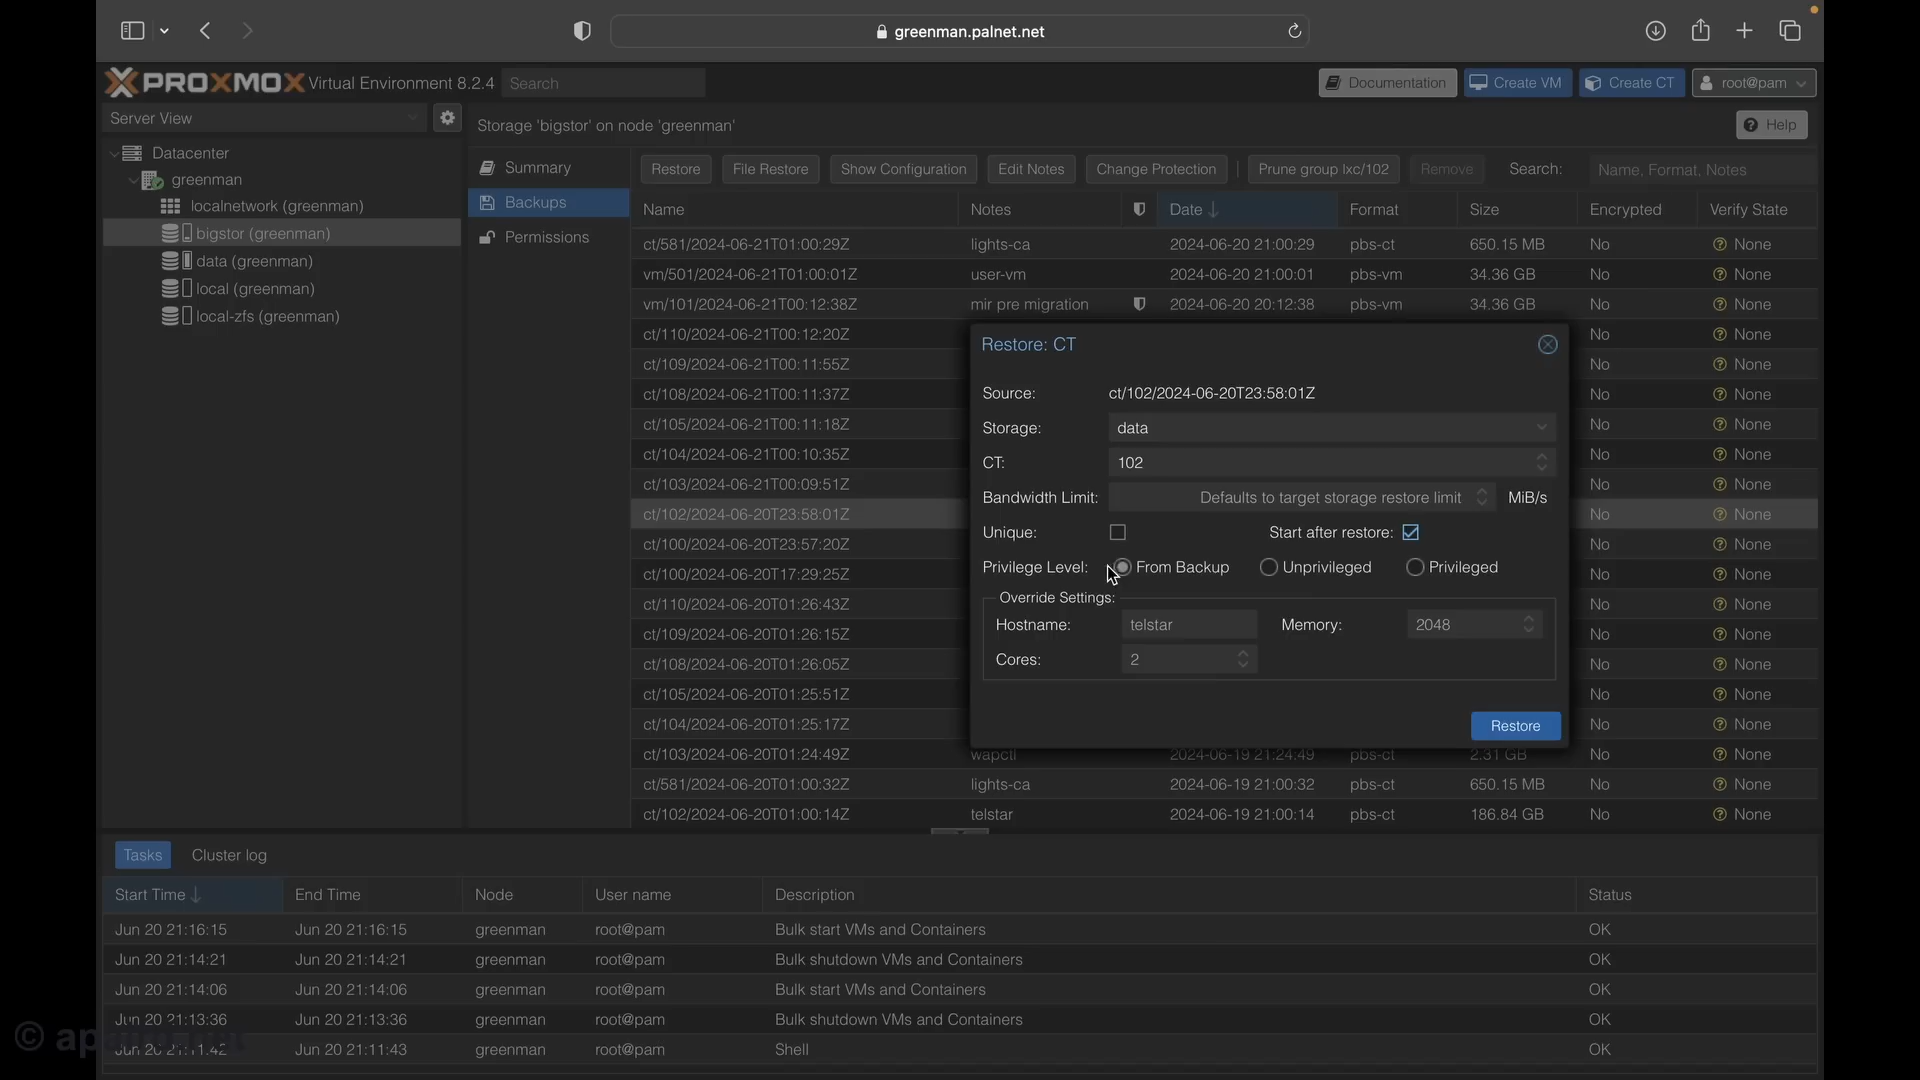 greenman.palnet.net
PROXMOX Virtual Environment 8.2.4 Search Documentation Create VM Create CT root@pam
Server View
Storage 'bigstor' on node 'greenman' Help
Datacenter
greenman
localnetwork (greenman)
bigstor (greenman)
data (greenman)
local (greenman)
local-zfs (greenman)
Summary
Backups
Permissions
Restore File Restore Show Configuration Edit Notes Change Protection Prune group lxc/102 Remove Search: Name, Format, Notes
Name Notes Date Format Size Encrypted Verify State
ct/581/2024-06-21T01:00:29Z lights-ca 2024-06-20 21:00:29 pbs-ct 650.15 MB No None
vm/501/2024-06-21T01:00:01Z user-vm 2024-06-20 21:00:01 pbs-vm 34.36 GB No None
vm/101/2024-06-21T00:12:38Z mir pre migration 2024-06-20 20:12:38 pbs-vm 34.36 GB No None
ct/110/2024-06-21T00:12:20Z No None
ct/109/2024-06-21T00:11:55Z No None
ct/108/2024-06-21T00:11:37Z No None
ct/105/2024-06-21T00:11:18Z No None
ct/104/2024-06-21T00:10:35Z No None
ct/103/2024-06-21T00:09:51Z No None
ct/102/2024-06-20T23:58:01Z No None
ct/100/2024-06-20T23:57:20Z No None
ct/100/2024-06-20T17:29:25Z No None
ct/110/2024-06-20T01:26:43Z No None
ct/109/2024-06-20T01:26:15Z No None
ct/108/2024-06-20T01:26:05Z No None
ct/105/2024-06-20T01:25:51Z No None
ct/104/2024-06-20T01:25:17Z No None
ct/103/2024-06-20T01:24:49Z wapctl 2024-06-19 21:24:49 pbs-ct 2.31 GB No None
ct/581/2024-06-20T01:00:32Z lights-ca 2024-06-19 21:00:32 pbs-ct 650.15 MB No None
ct/102/2024-06-20T01:00:14Z telstar 2024-06-19 21:00:14 pbs-ct 186.84 GB No None
Restore: CT
Source: ct/102/2024-06-20T23:58:01Z
Storage: data
CT: 102
Bandwidth Limit: Defaults to target storage restore limit MiB/s
Unique: Start after restore:
Privilege Level: From Backup Unprivileged Privileged
Override Settings:
Hostname: telstar Memory: 2048
Cores: 2
Restore
Tasks Cluster log
Start Time End Time Node User name Description Status
Jun 20 21:16:15 Jun 20 21:16:15 greenman root@pam Bulk start VMs and Containers OK
Jun 20 21:14:21 Jun 20 21:14:21 greenman root@pam Bulk shutdown VMs and Containers OK
Jun 20 21:14:06 Jun 20 21:14:06 greenman root@pam Bulk start VMs and Containers OK
Jun 20 21:13:36 Jun 20 21:13:36 greenman root@pam Bulk shutdown VMs and Containers OK
Jun 20 21:11:42 Jun 20 21:11:43 greenman root@pam Shell OK